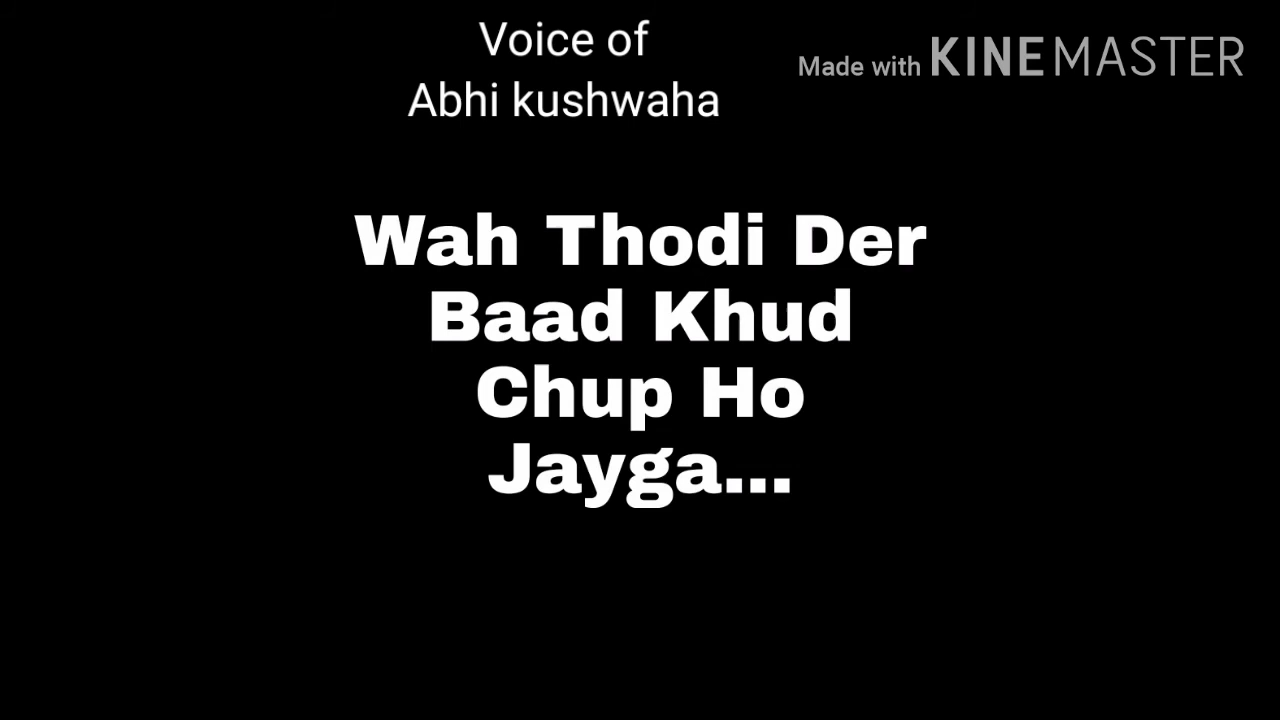 Voice of
Abhi kushwaha
Made with KINEMASTER
Wah Thodi Der
Baad Khud
Chup Ho
Jayga...